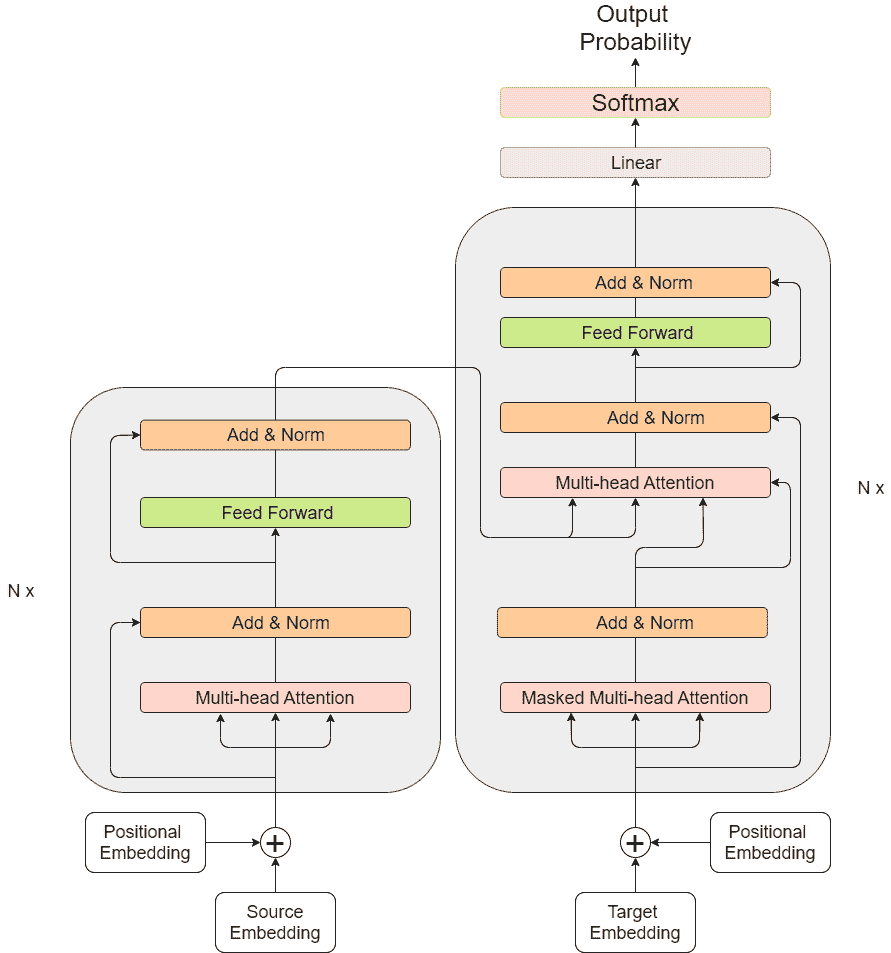 Output
Probability
Softmax
Linear
Add & Norm
Feed Forward
Add & Norm
Multi-head Attention
N x
Add & Norm
Masked Multi-head Attention
Positional
Embedding
Target
Embedding
Add & Norm
Feed Forward
N x
Add & Norm
Multi-head Attention
Positional
Embedding
Source
Embedding